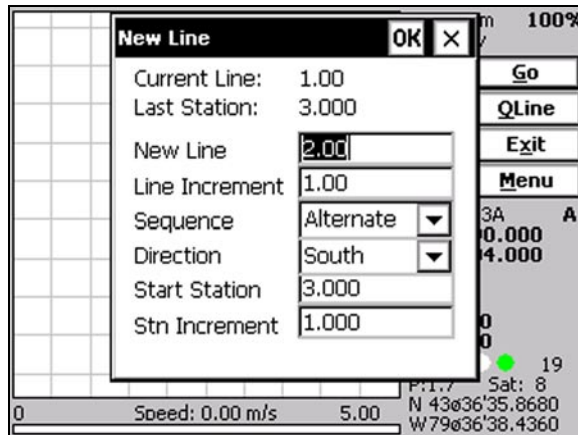 New Line OK ×
m 100%
Current Line: 1.00
Last Station: 3.000
Go
QLine
Exit
Menu
New Line 2.00
Line Increment 1.00
Sequence Alternate
Direction South
Start Station 3.000
Stn Increment 1.000
3A A
0.000
4.000
0
0
19
P:1.7 Sat: 8
N 43ø36'35.8680
W79ø36'38.4360
0 Speed: 0.00 m/s 5.00